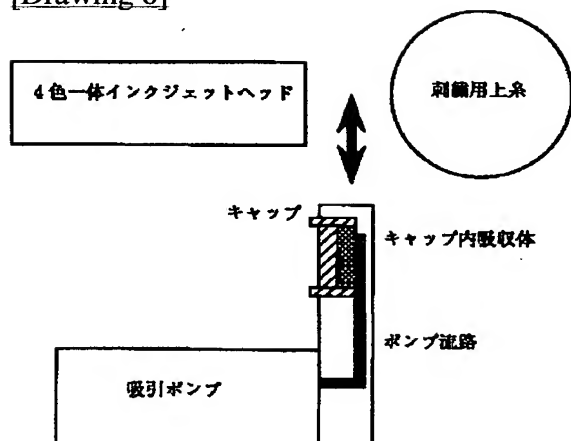 [Drawing 6]
4色一体インクジェットヘッド
刺繍用上糸
キャップ
キャップ内吸収体
ポンプ流路
吸引ポンプ